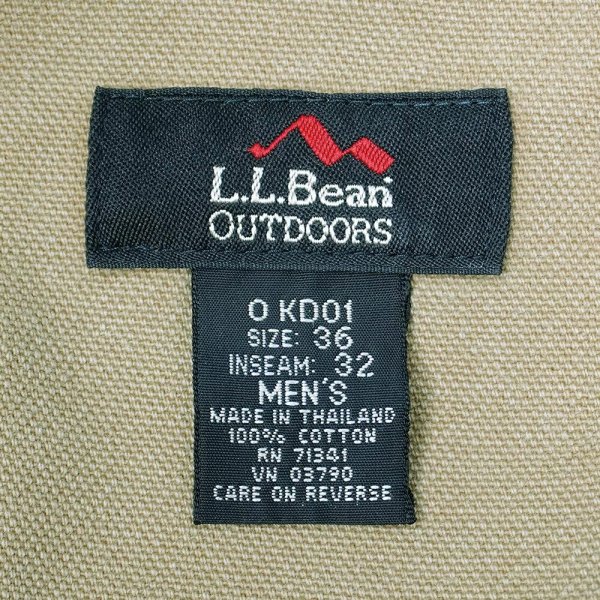 L.L.Bean
OUTDOORS
O KD01
SIZE: 36
INSEAM: 32
MEN'S
MADE IN THAILAND
100% COTTON
RN 71341
VN 03790
CARE ON REVERSE